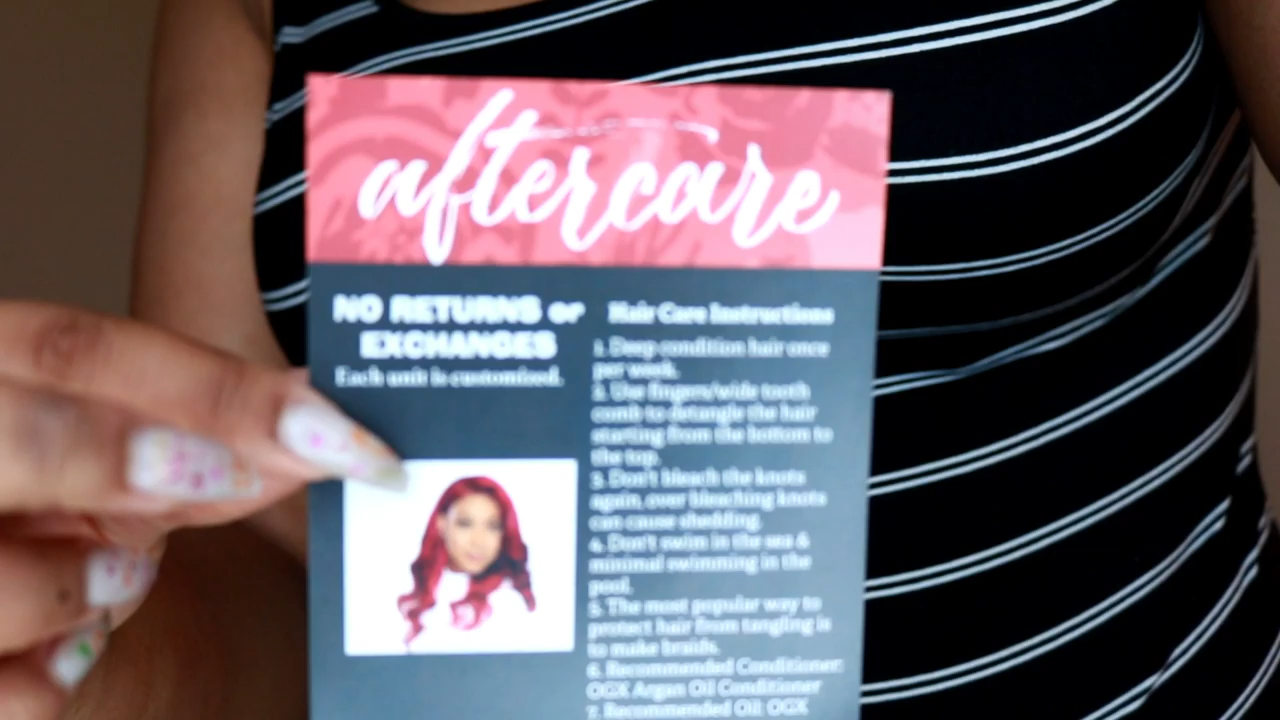 aftercare
NO RETURNS or
EXCHANGES
Each unit is customized.
Hair Care Instructions
1. Deep condition hair once
per week.
2. Use fingers/wide tooth
comb to detangle the hair
starting from the bottom to
the top.
3. Don't bleach the knots
again, over bleaching knots
can cause shedding.
4. Don't swim in the sea &
minimal swimming in the
pool.
5. The most popular way to
protect hair from tangling is
to make braids.
6. Recommended Conditioner:
OGX Argan Oil Conditioner
7. Recommended Oil: OGX